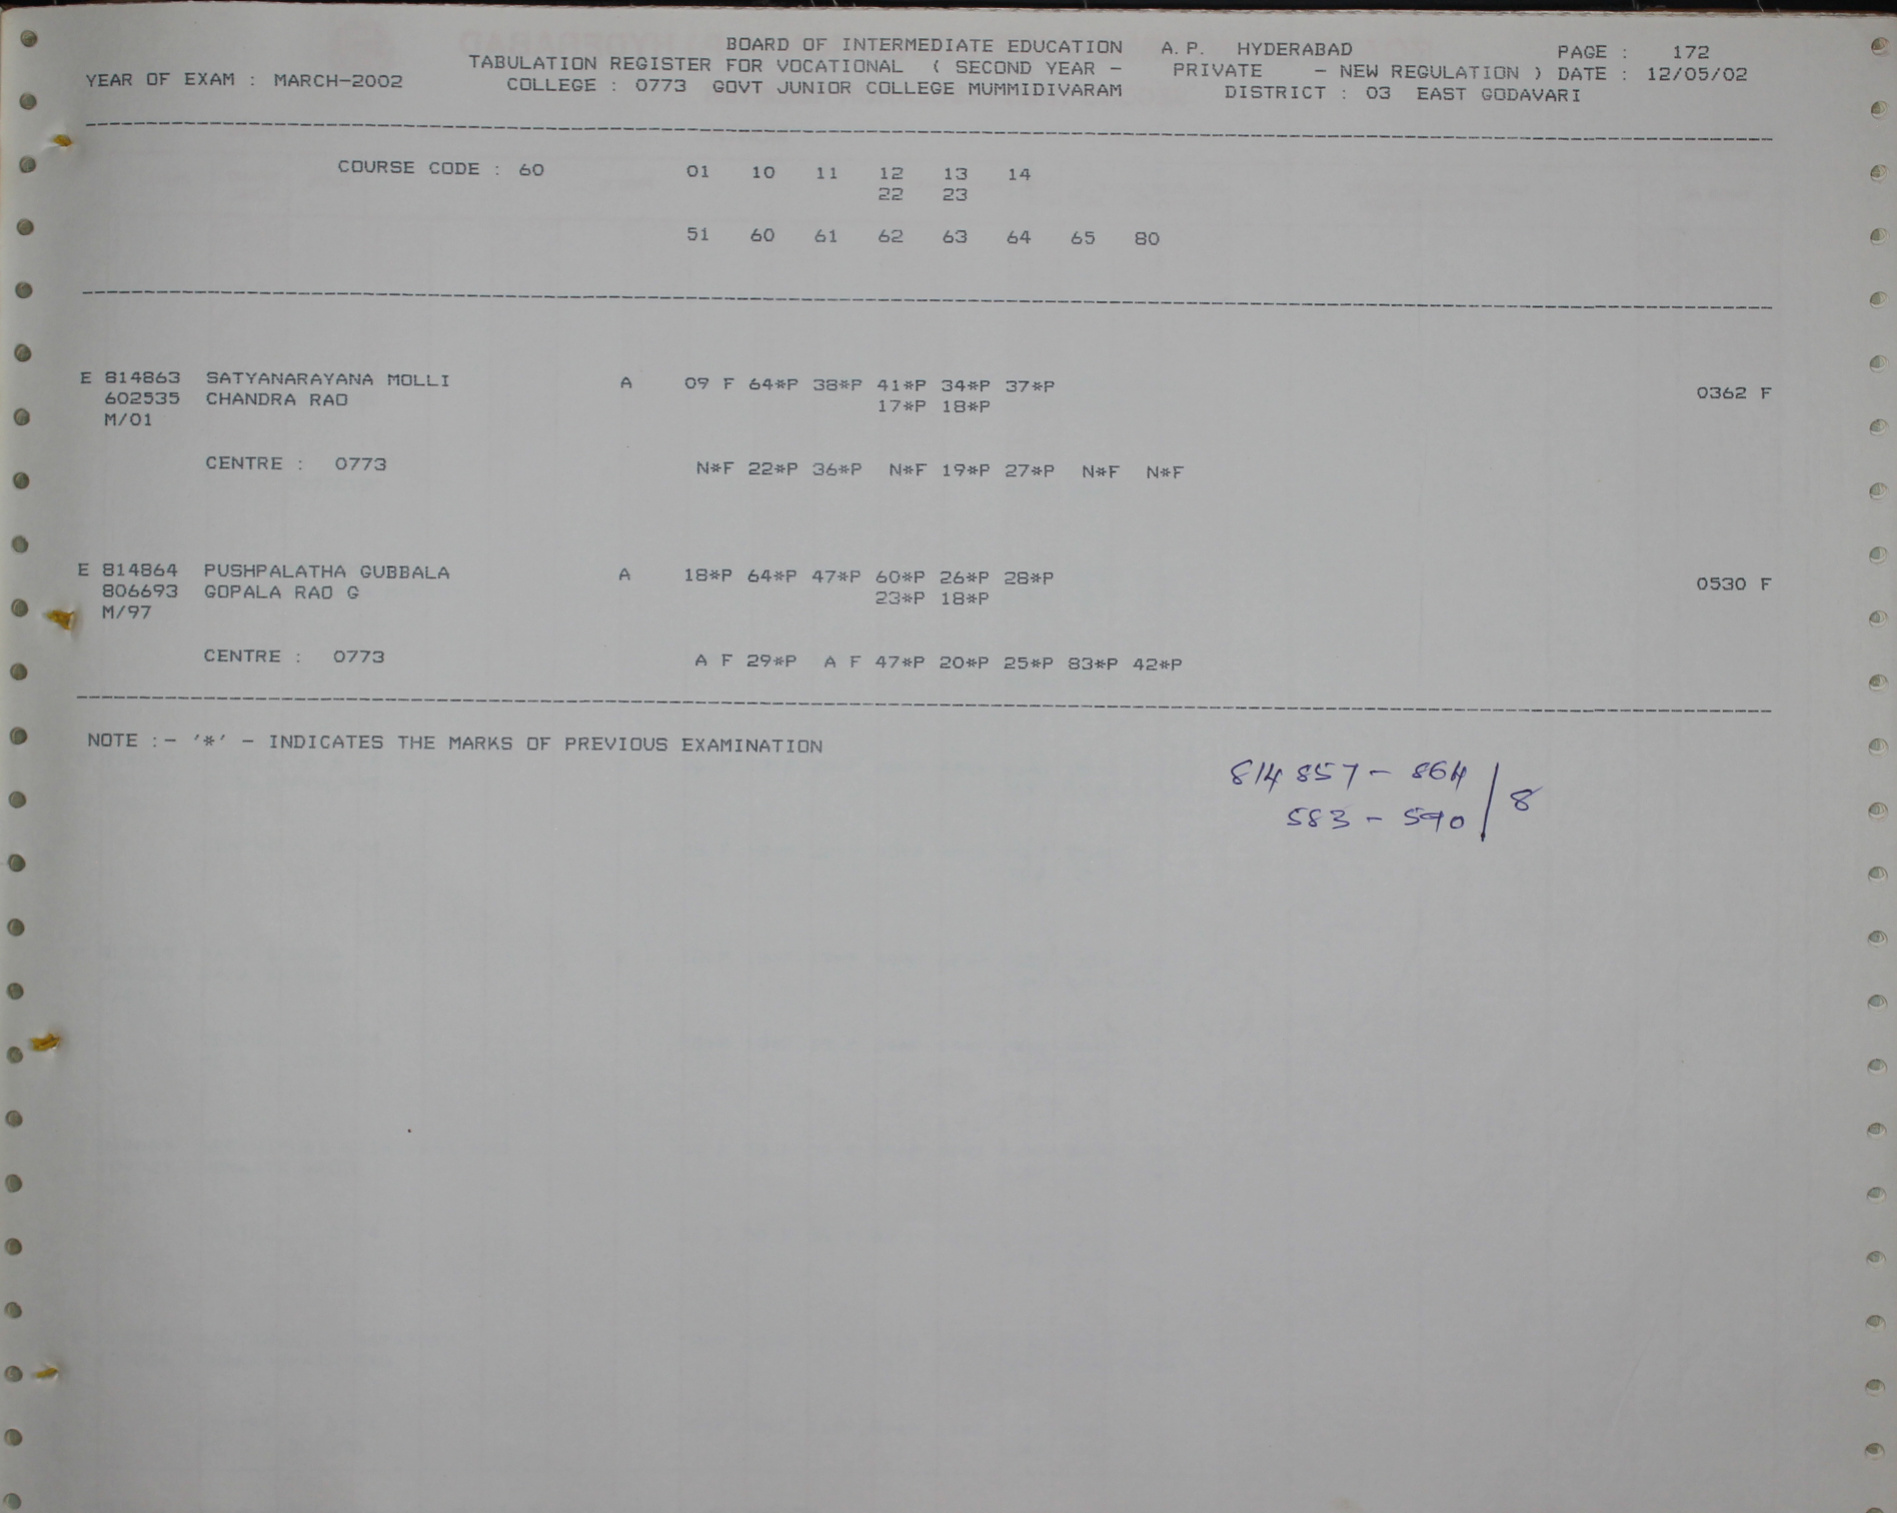 BOARD OF INTERMEDIATE EDUCATION A.P. HYDERABAD PAGE : 172
TABULATION REGISTER FOR VOCATIONAL ( SECOND YEAR - PRIVATE - NEW REGULATION ) DATE : 12/05/02
YEAR OF EXAM : MARCH-2002 COLLEGE : 0773 GOVT JUNIOR COLLEGE MUMMIDIVARAM DISTRICT : 03 EAST GODAVARI
COURSE CODE : 60 01 10 11 12 13 14
22 23
51 60 61 62 63 64 65 80
E 814863 SATYANARAYANA MOLLI A 09 F 64*P 38*P 41*P 34*P 37*P 0362 F
602535 CHANDRA RAO 17*P 18*P
M/01
CENTRE : 0773 N*F 22*P 36*P N*F 19*P 27*P N*F N*F
E 814864 PUSHPALATHA GUBBALA A 18*P 64*P 47*P 60*P 26*P 28*P 0530 F
806693 GOPALA RAO G 23*P 18*P
M/97
CENTRE : 0773 A F 29*P A F 47*P 20*P 25*P 83*P 42*P
NOTE :- '*' - INDICATES THE MARKS OF PREVIOUS EXAMINATION
814 857 - 864
583 - 590 / 8